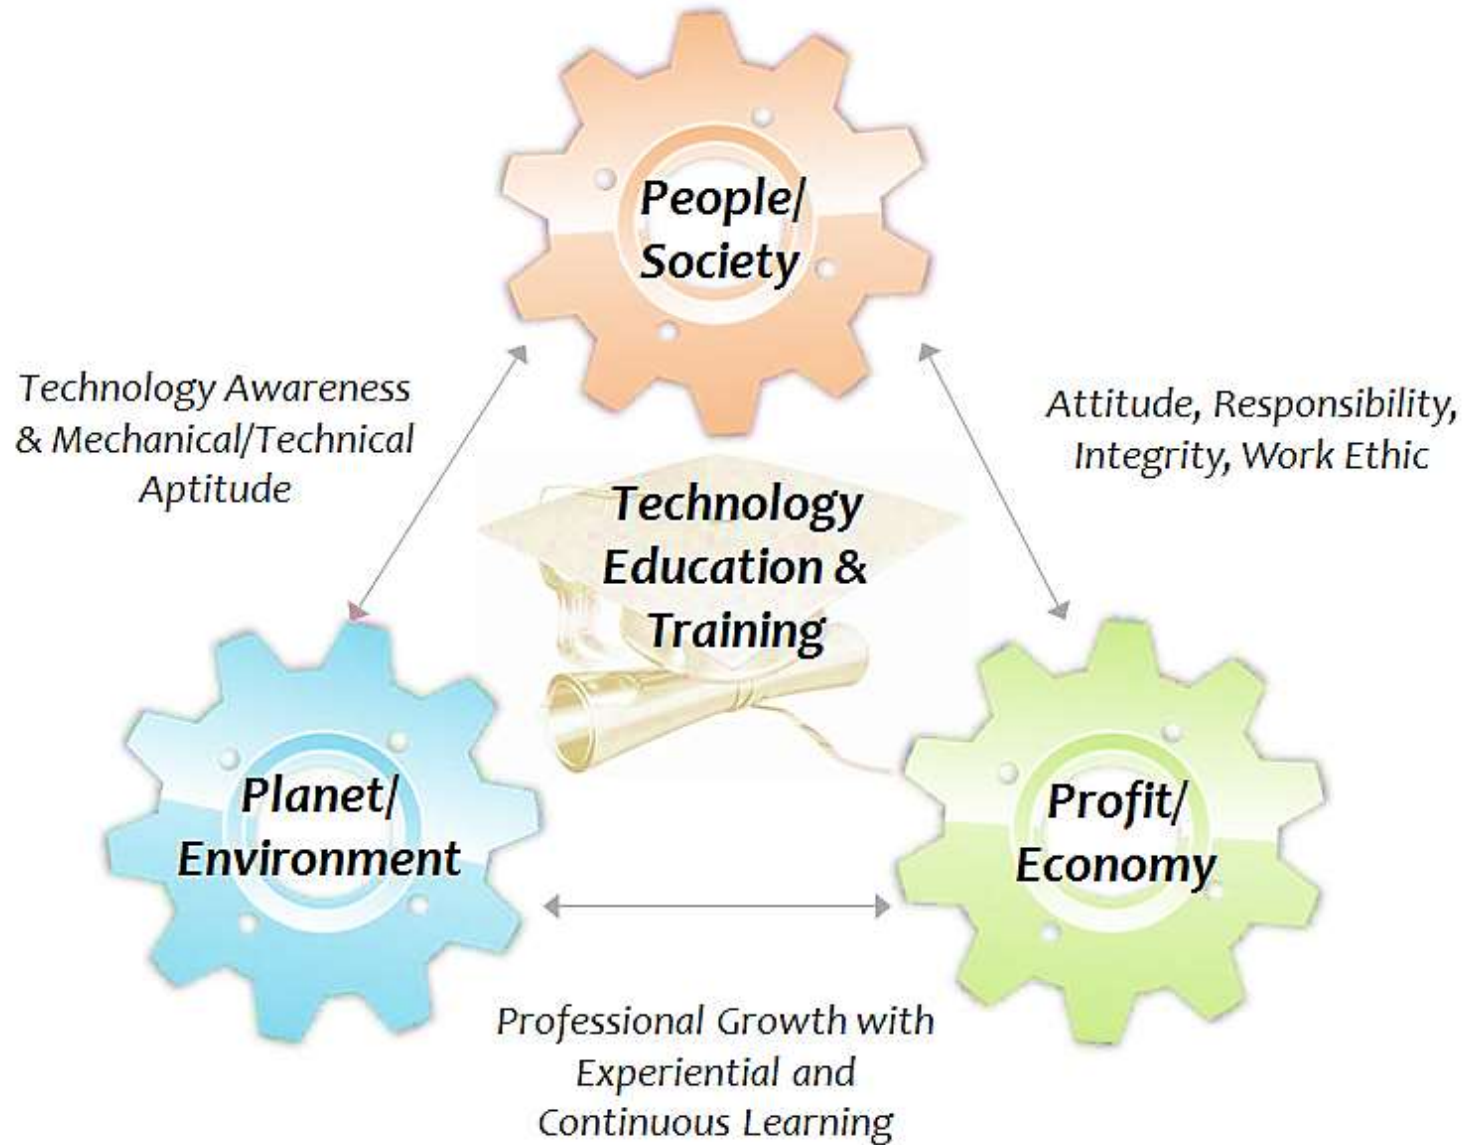 People/
Society
Technology Awareness
& Mechanical/Technical
Aptitude
Attitude, Responsibility,
Integrity, Work Ethic
Technology
Education &
Training
Planet/
Environment
Profit/
Economy
Professional Growth with
Experiential and
Continuous Learning